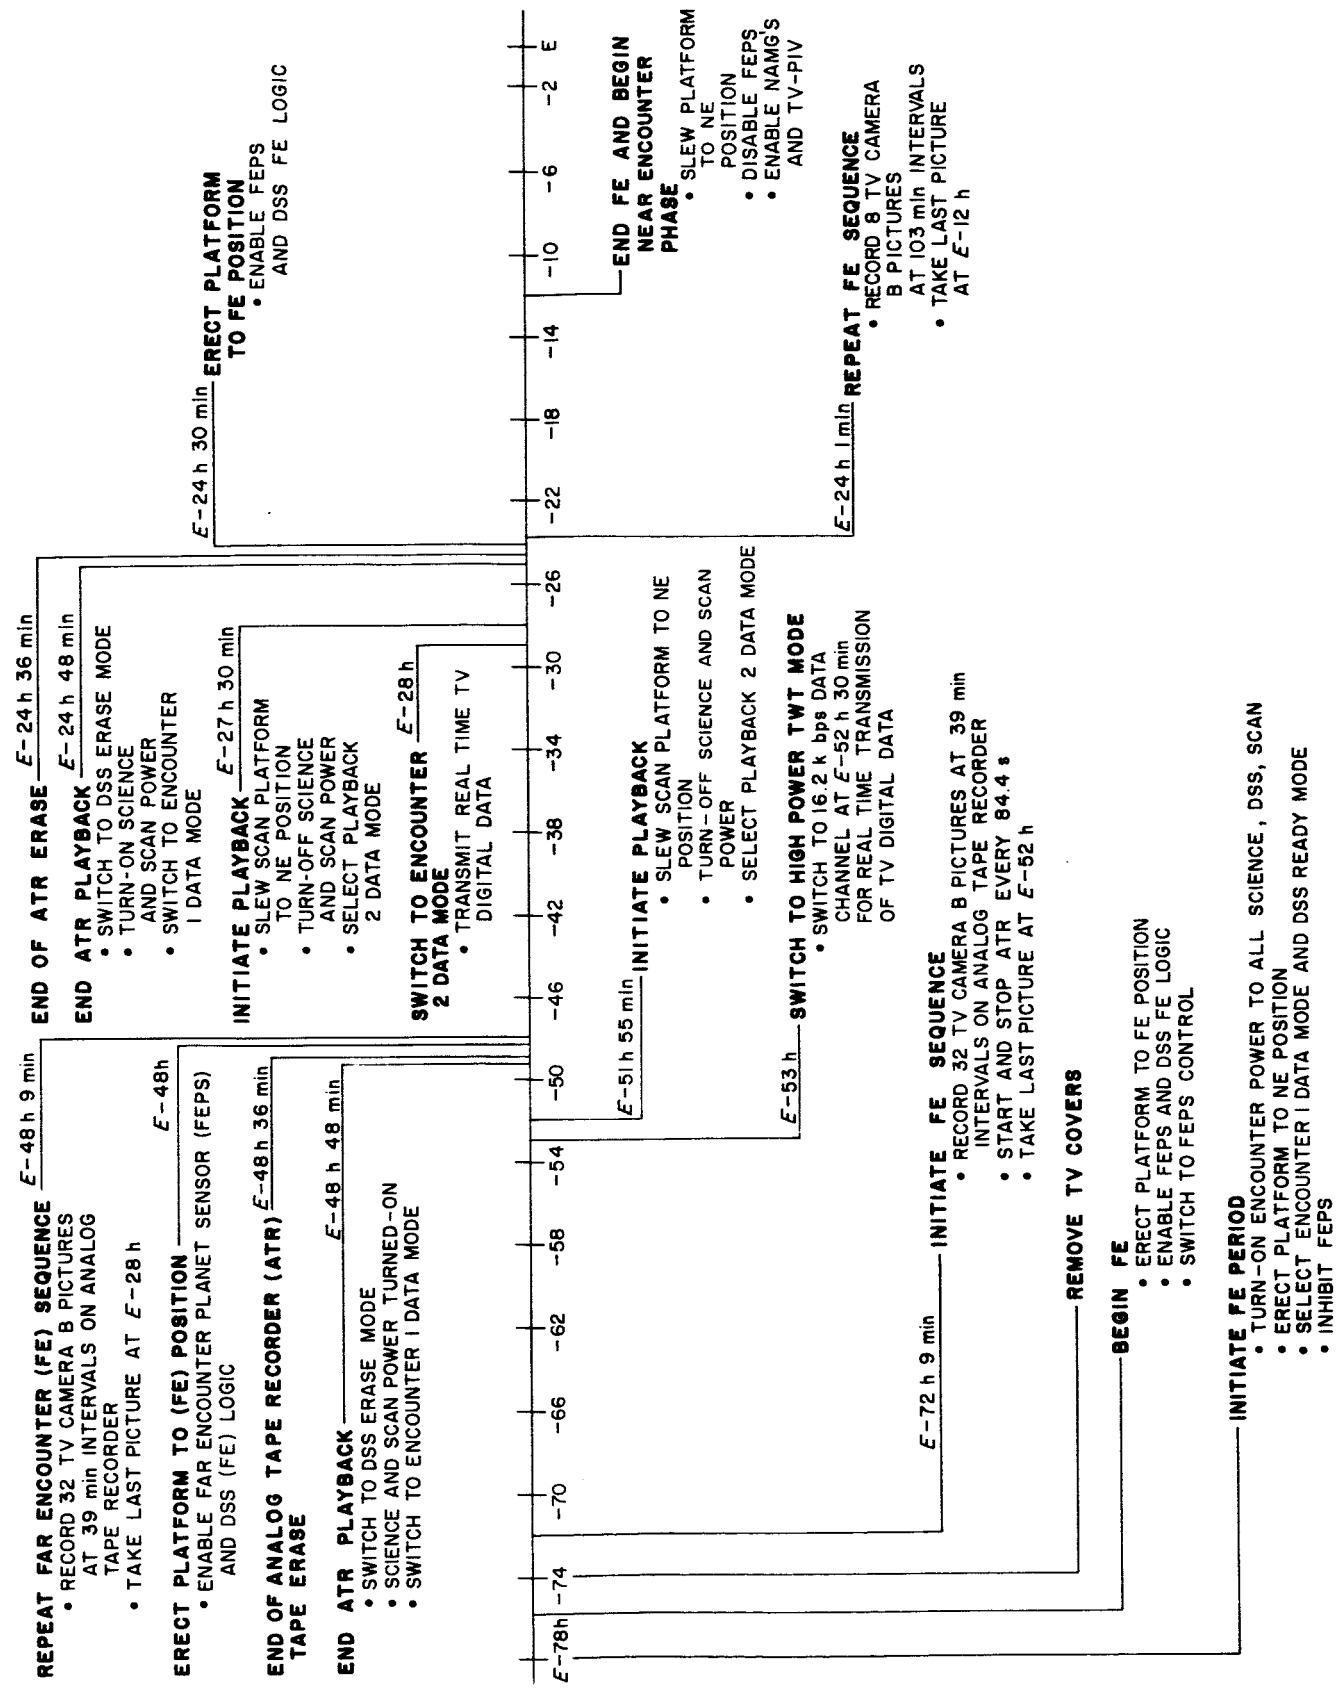 REPEAT FAR ENCOUNTER (FE) SEQUENCE
E-48 h 9 min
• RECORD 32 TV CAMERA B PICTURES
AT 39 min INTERVALS ON ANALOG
TAPE RECORDER
• TAKE LAST PICTURE AT E-28 h
ERECT PLATFORM TO (FE) POSITION
E-48h
• ENABLE FAR ENCOUNTER PLANET SENSOR (FEPS)
AND DSS (FE) LOGIC
END OF ANALOG TAPE RECORDER (ATR)
TAPE ERASE
E-48 h 36 min
END ATR PLAYBACK
E-48 h 48 min
• SWITCH TO DSS ERASE MODE
• SCIENCE AND SCAN POWER TURNED-ON
• SWITCH TO ENCOUNTER 1 DATA MODE
END OF ATR ERASE
E-24 h 36 min
END ATR PLAYBACK
E-24 h 48 min
• SWITCH TO DSS ERASE MODE
• TURN-ON SCIENCE
AND SCAN POWER
• SWITCH TO ENCOUNTER
1 DATA MODE
INITIATE PLAYBACK
E-27 h 30 min
• SLEW SCAN PLATFORM
TO NE POSITION
• TURN-OFF SCIENCE
AND SCAN POWER
• SELECT PLAYBACK
2 DATA MODE
SWITCH TO ENCOUNTER
2 DATA MODE
E-28 h
• TRANSMIT REAL TIME TV
DIGITAL DATA
E-24 h 30 min
ERECT PLATFORM
TO FE POSITION
• ENABLE FEPS
AND DSS FE LOGIC
E-78h
-74
-70
-66
-62
-58
-54
-50
-46
-42
-38
-34
-30
-26
-22
-18
-14
-10
-6
-2
E
END FE AND BEGIN
NEAR ENCOUNTER
PHASE
• SLEW PLATFORM
TO NE
POSITION
• DISABLE FEPS
• ENABLE NAMG'S
AND TV-PIV
E-24 h 1 min
REPEAT FE SEQUENCE
• RECORD 8 TV CAMERA
B PICTURES
AT 103 min INTERVALS
• TAKE LAST PICTURE
AT E-12 h
E-51 h 55 min
INITIATE PLAYBACK
• SLEW SCAN PLATFORM TO NE
POSITION
• TURN-OFF SCIENCE AND SCAN
POWER
• SELECT PLAYBACK 2 DATA MODE
E-53 h
SWITCH TO HIGH POWER TWT MODE
• SWITCH TO 16.2 k bps DATA
CHANNEL AT E-52 h 30 min
FOR REAL TIME TRANSMISSION
OF TV DIGITAL DATA
E-72 h 9 min
INITIATE FE SEQUENCE
• RECORD 32 TV CAMERA B PICTURES AT 39 min
INTERVALS ON ANALOG TAPE RECORDER
• START AND STOP ATR EVERY 84.4 s
• TAKE LAST PICTURE AT E-52 h
REMOVE TV COVERS
BEGIN FE
• ERECT PLATFORM TO FE POSITION
• ENABLE FEPS AND DSS FE LOGIC
• SWITCH TO FEPS CONTROL
INITIATE FE PERIOD
• TURN-ON ENCOUNTER POWER TO ALL SCIENCE, DSS, SCAN
• ERECT PLATFORM TO NE POSITION
• SELECT ENCOUNTER 1 DATA MODE AND DSS READY MODE
• INHIBIT FEPS